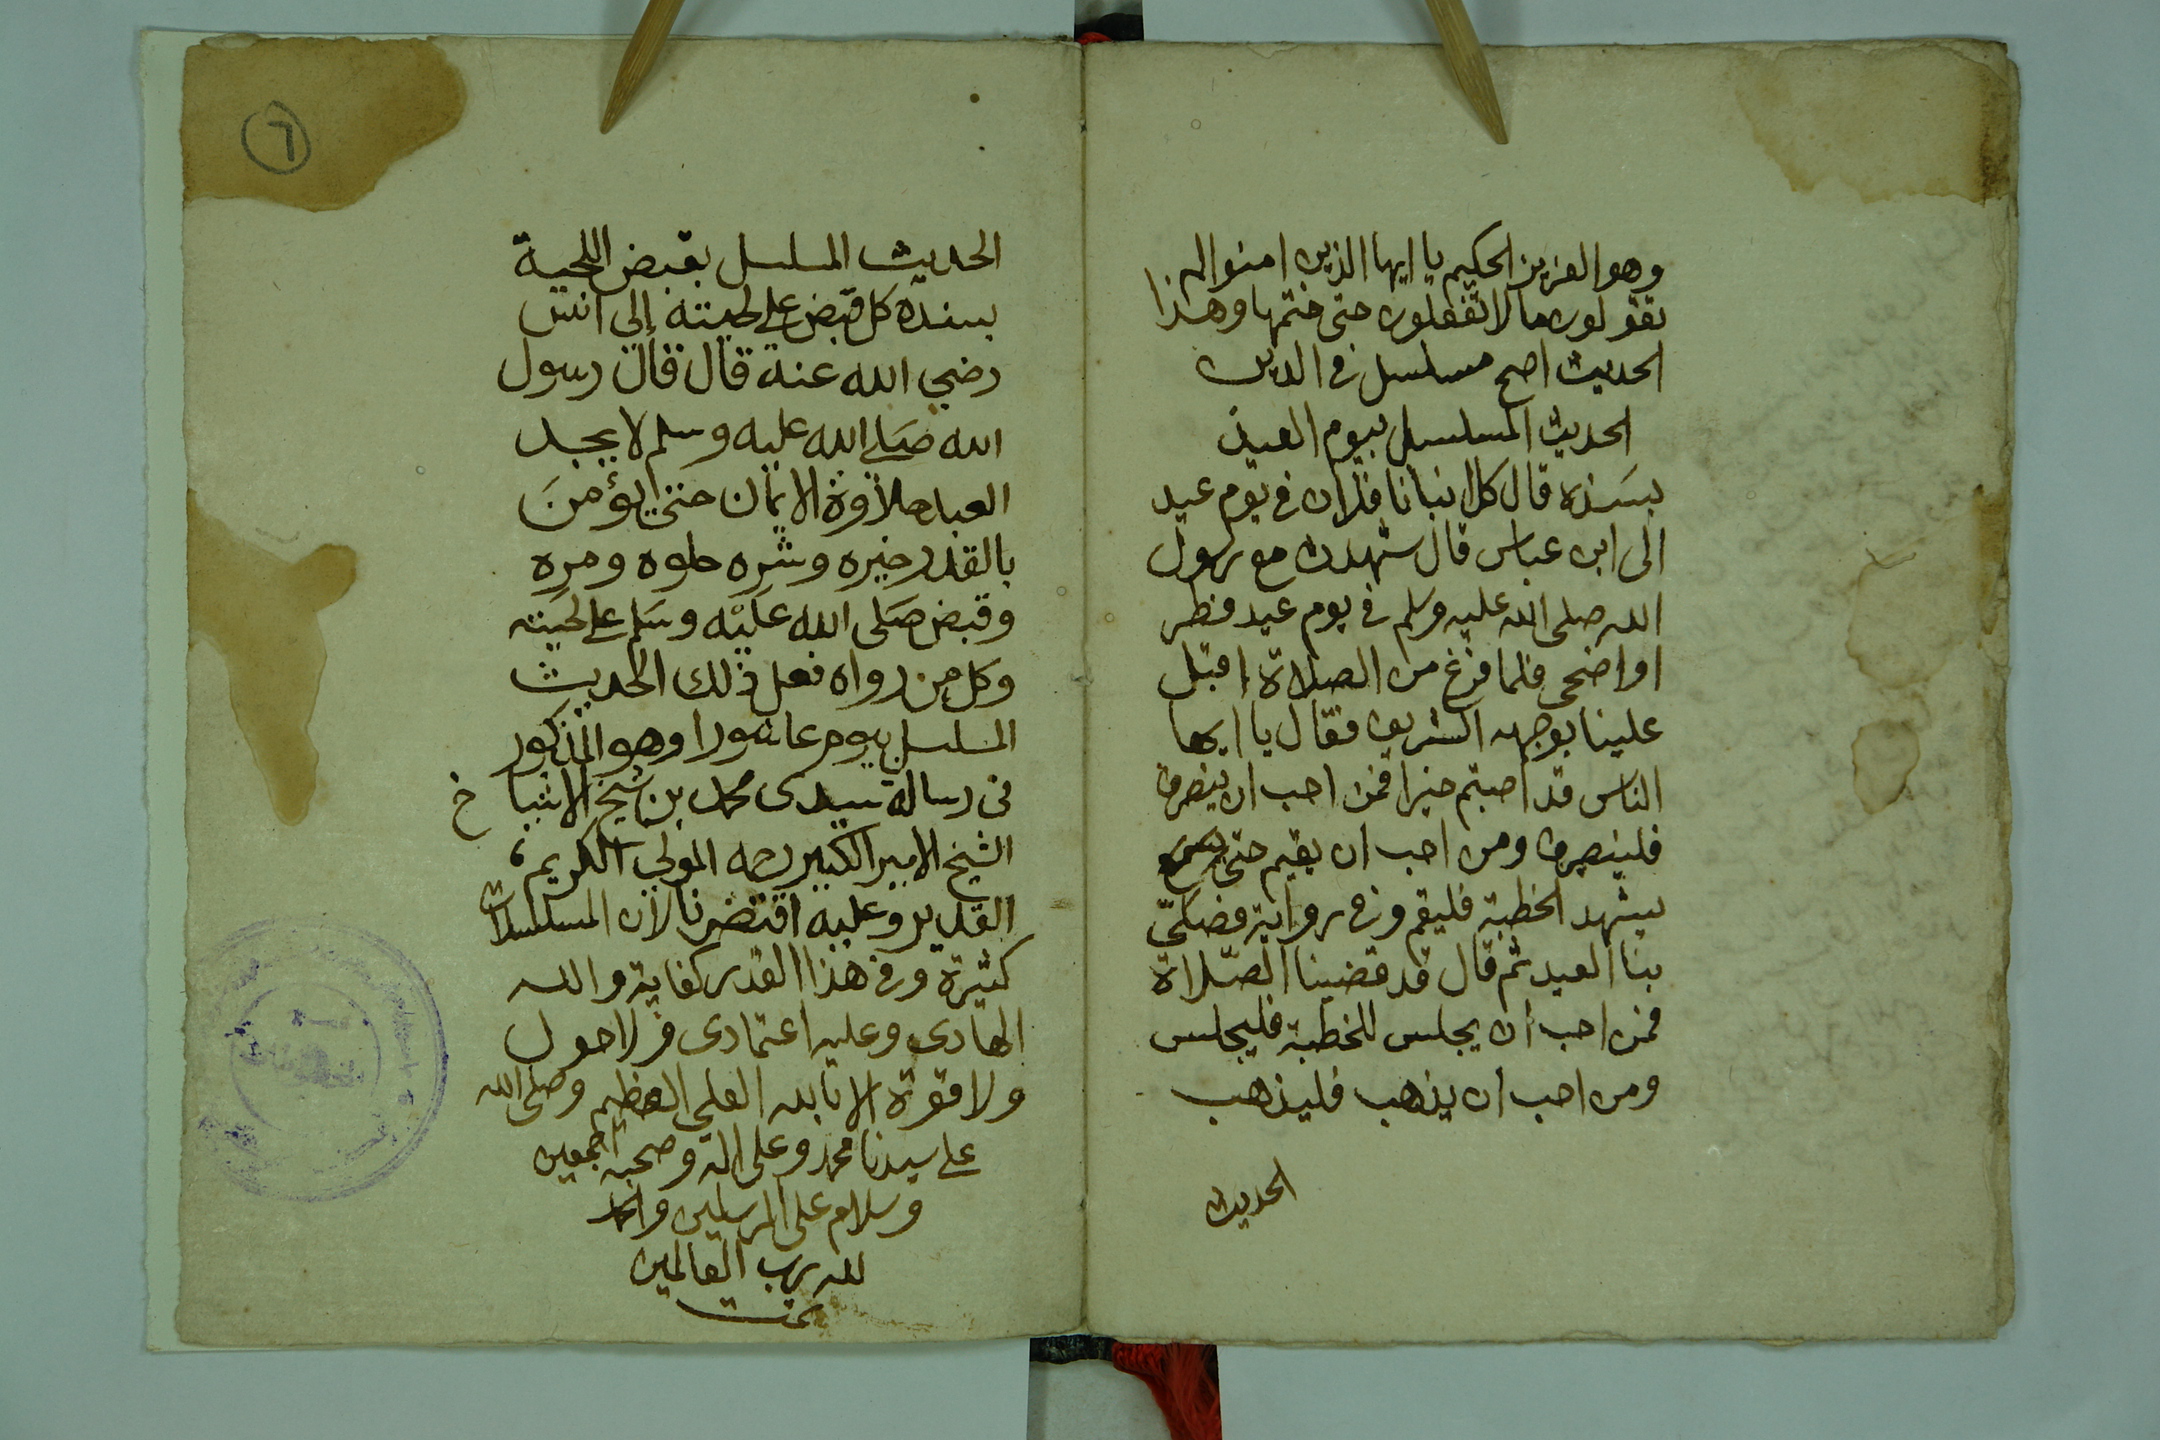 وهو العزيز الحكيم يا ايها الذين امنوا لم
تقولون ما لا تفعلون حتى ختمها وهذا
الحديث اصح مسلسل في الدين
الحديث المسلسل بيوم العيد
بسنده قال كل انبانا فلان في يوم عيد
الى ابن عباس قال شهدت مع رسول
الله صلى الله عليه وسلم في يوم عيد فطر
او اضحى فلما فرغ من الصلاة اقبل
علينا بوجهه الشريف فقال يا ايها
الناس قد اصبتم خيرا فمن احب ان ينصرف
فلينصرف ومن احب ان يقيم حتى
يشهد الخطبة فليقم وفي رواية فصلى
بنا العيد ثم قال قد قضينا الصلاة
فمن احب ان يجلس للخطبة فليجلس
ومن احب ان يذهب فليذهب
الحديث
٦
الحديث المسلسل بقبض اللحية
بسنده كل قبض على لحيته إلى انس
رضي الله عنه قال قال رسول
الله صلى الله عليه وسلم لا يجد
العبد حلاوة الايمان حتى يؤمن
بالقدر خيره وشره حلوه ومره
وقبض صلى الله عليه وسلم على لحيته
وكل من رواه فعل ذلك الحديث
المسلسل بيوم عاشورا وهو المذكور
في رسالة سيدى محمد بن شيخ الاشياخ
الشيخ الامير الكبير رحمه المولى الكريم
القدير وعليه اقتصرنا لان المسلسلات
كثيرة وفي هذا القدر كفاية والله
الهادي وعليه اعتمادى ولا حول
ولا قوة الا بالله العلي العظيم وصلى الله
على سيدنا محمد وعلى اله وصحبه اجمعين
وسلام على المرسلين والحمد
لله رب العالمين
تمت